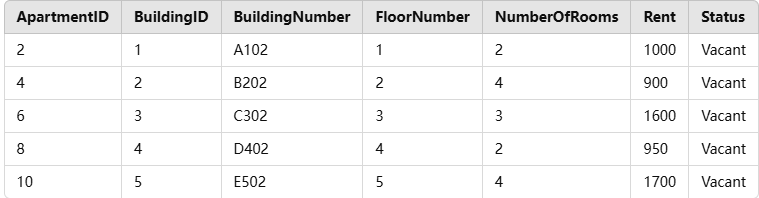 ApartmentID BuildingID BuildingNumber FloorNumber NumberOfRooms Rent Status
2 1 A102 1 2 1000 Vacant
4 2 B202 2 4 900 Vacant
6 3 C302 3 3 1600 Vacant
8 4 D402 4 2 950 Vacant
10 5 E502 5 4 1700 Vacant